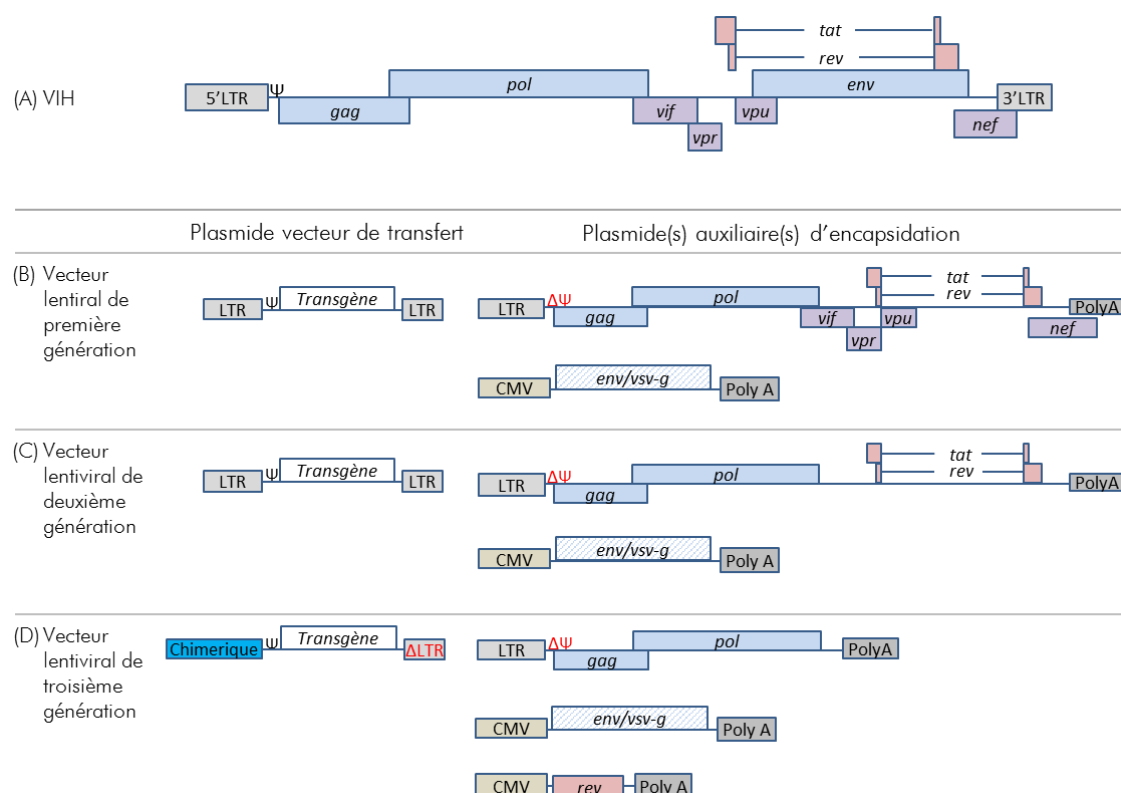 tat
rev
(A) VIH
5'LTR Ψ gag pol vif vpr vpu env nef 3'LTR
Plasmide vecteur de transfert Plasmide(s) auxiliaire(s) d'encapsidation
(B) Vecteur
lentiral de
première
génération
LTR Ψ Transgène LTR
LTR ΔΨ gag pol vif vpr vpu tat rev nef PolyA
CMV env/vsv-g Poly A
(C) Vecteur
lentiviral de
deuxième
génération
LTR Ψ Transgène LTR
LTR ΔΨ gag pol tat rev PolyA
CMV env/vsv-g Poly A
(D) Vecteur
lentiviral de
troisième
génération
Chimerique Ψ Transgène ΔLTR
LTR ΔΨ gag pol PolyA
CMV env/vsv-g Poly A
CMV rev Poly A